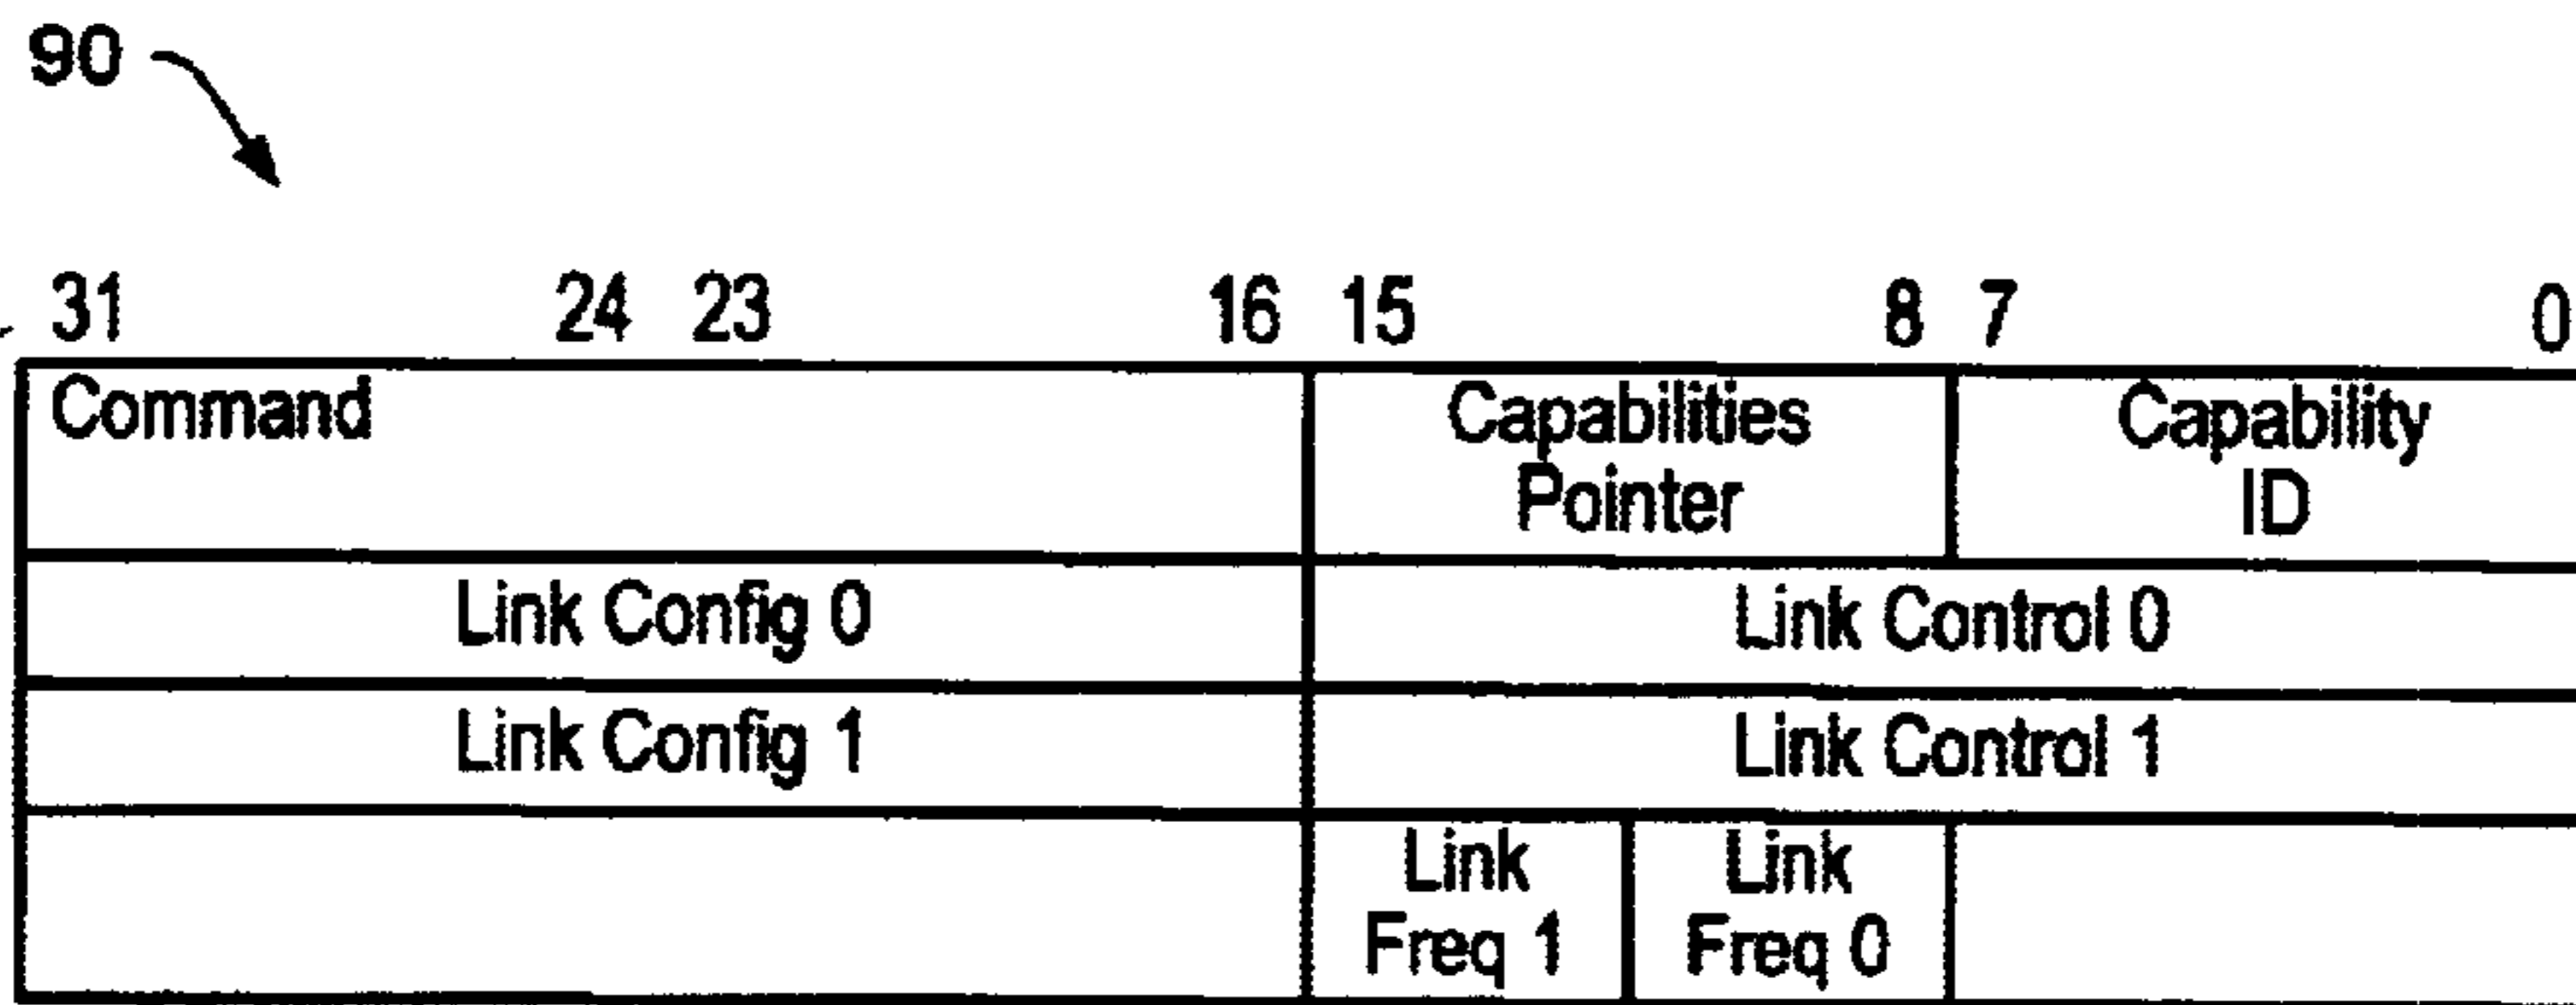 90
31 24 23 16 15 8 7 0
Command Capabilities Capability
Pointer ID
Link Config 0 Link Control 0
Link Config 1 Link Control 1
Link Link
Freq 1 Freq 0